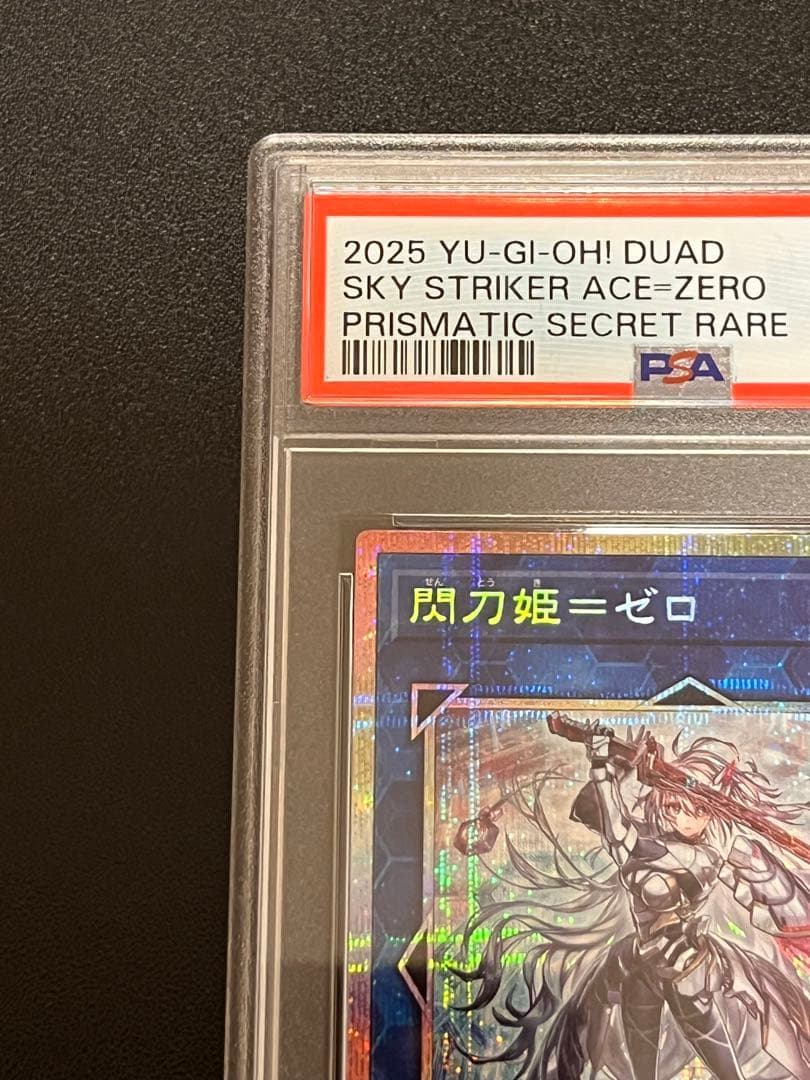 2025 YU-GI-OH! DUAD
SKY STRIKER ACE=ZERO
PRISMATIC SECRET RARE
PSA
せん とう き
閃刀姫=ゼロ